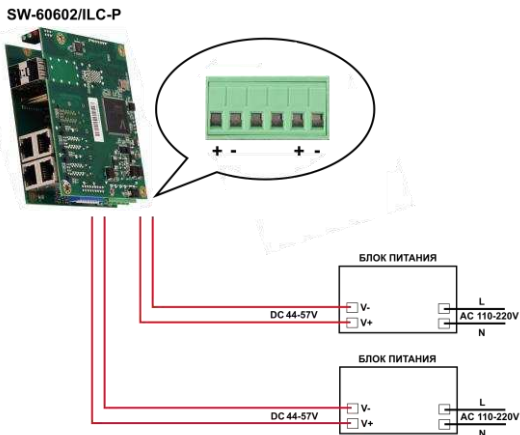 SW-60602/ILC-P
+ - + -
БЛОК ПИТАНИЯ
V-
V+
DC 44-57V
L
AC 110-220V
N
БЛОК ПИТАНИЯ
V-
V+
DC 44-57V
L
AC 110-220V
N